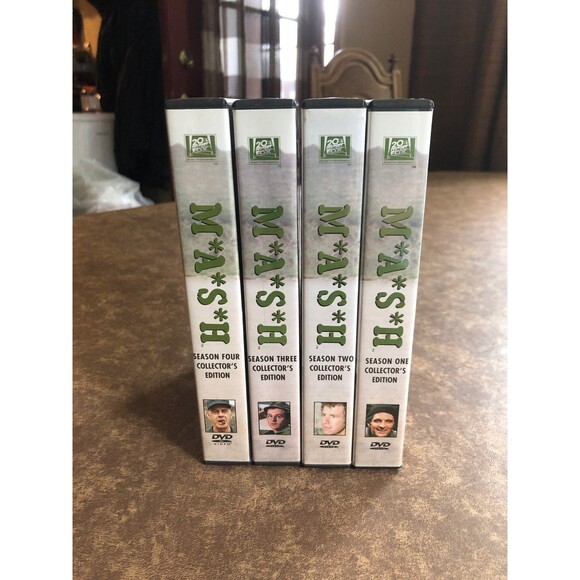 20th
CENTURY
FOX
M*A*S*H
SEASON FOUR
COLLECTOR'S
EDITION
DVD
VIDEO
20th
CENTURY
FOX
M*A*S*H
SEASON THREE
COLLECTOR'S
EDITION
DVD
20th
CENTURY
FOX
M*A*S*H
SEASON TWO
COLLECTOR'S
EDITION
DVD
20th
CENTURY
FOX
M*A*S*H
SEASON ONE
COLLECTOR'S
EDITION
DVD